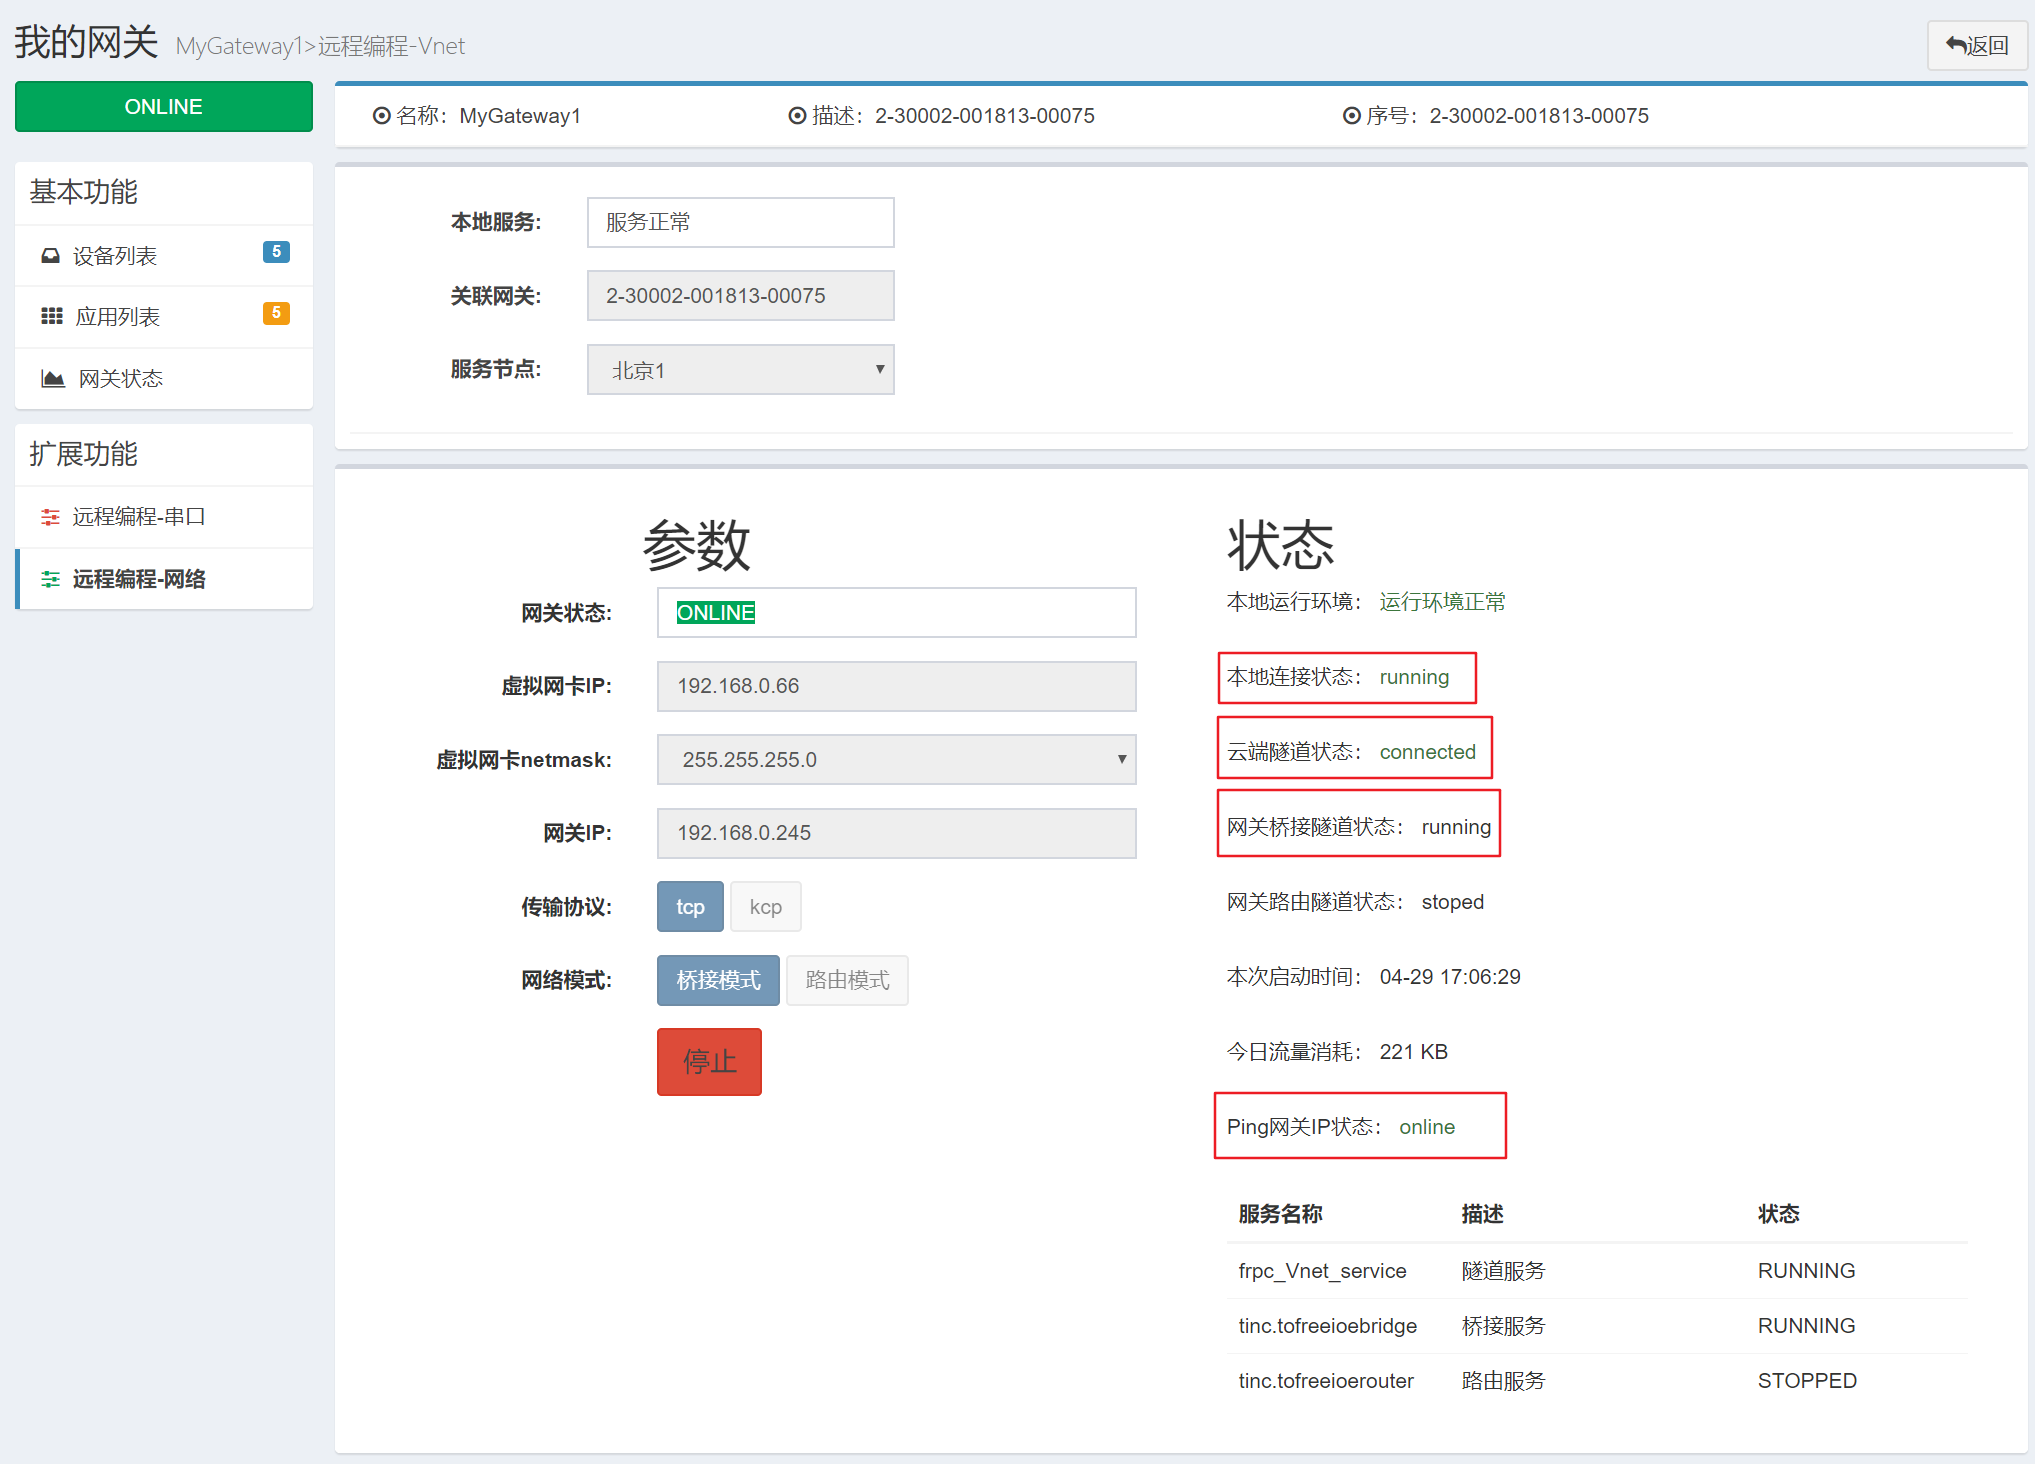 我的网关 MyGateway1>远程编程-Vnet
返回
ONLINE
名称：MyGateway1 描述：2-30002-001813-00075 序号：2-30002-001813-00075
基本功能
设备列表 5
应用列表 5
网关状态
扩展功能
远程编程-串口
远程编程-网络
本地服务: 服务正常
关联网关: 2-30002-001813-00075
服务节点: 北京1
参数
网关状态: ONLINE
虚拟网卡IP: 192.168.0.66
虚拟网卡netmask: 255.255.255.0
网关IP: 192.168.0.245
传输协议: tcp kcp
网络模式: 桥接模式 路由模式
停止
状态
本地运行环境： 运行环境正常
本地连接状态： running
云端隧道状态： connected
网关桥接隧道状态： running
网关路由隧道状态： stoped
本次启动时间： 04-29 17:06:29
今日流量消耗： 221 KB
Ping网关IP状态： online
服务名称 描述 状态
frpc_Vnet_service 隧道服务 RUNNING
tinc.tofreeioebridge 桥接服务 RUNNING
tinc.tofreeioerouter 路由服务 STOPPED